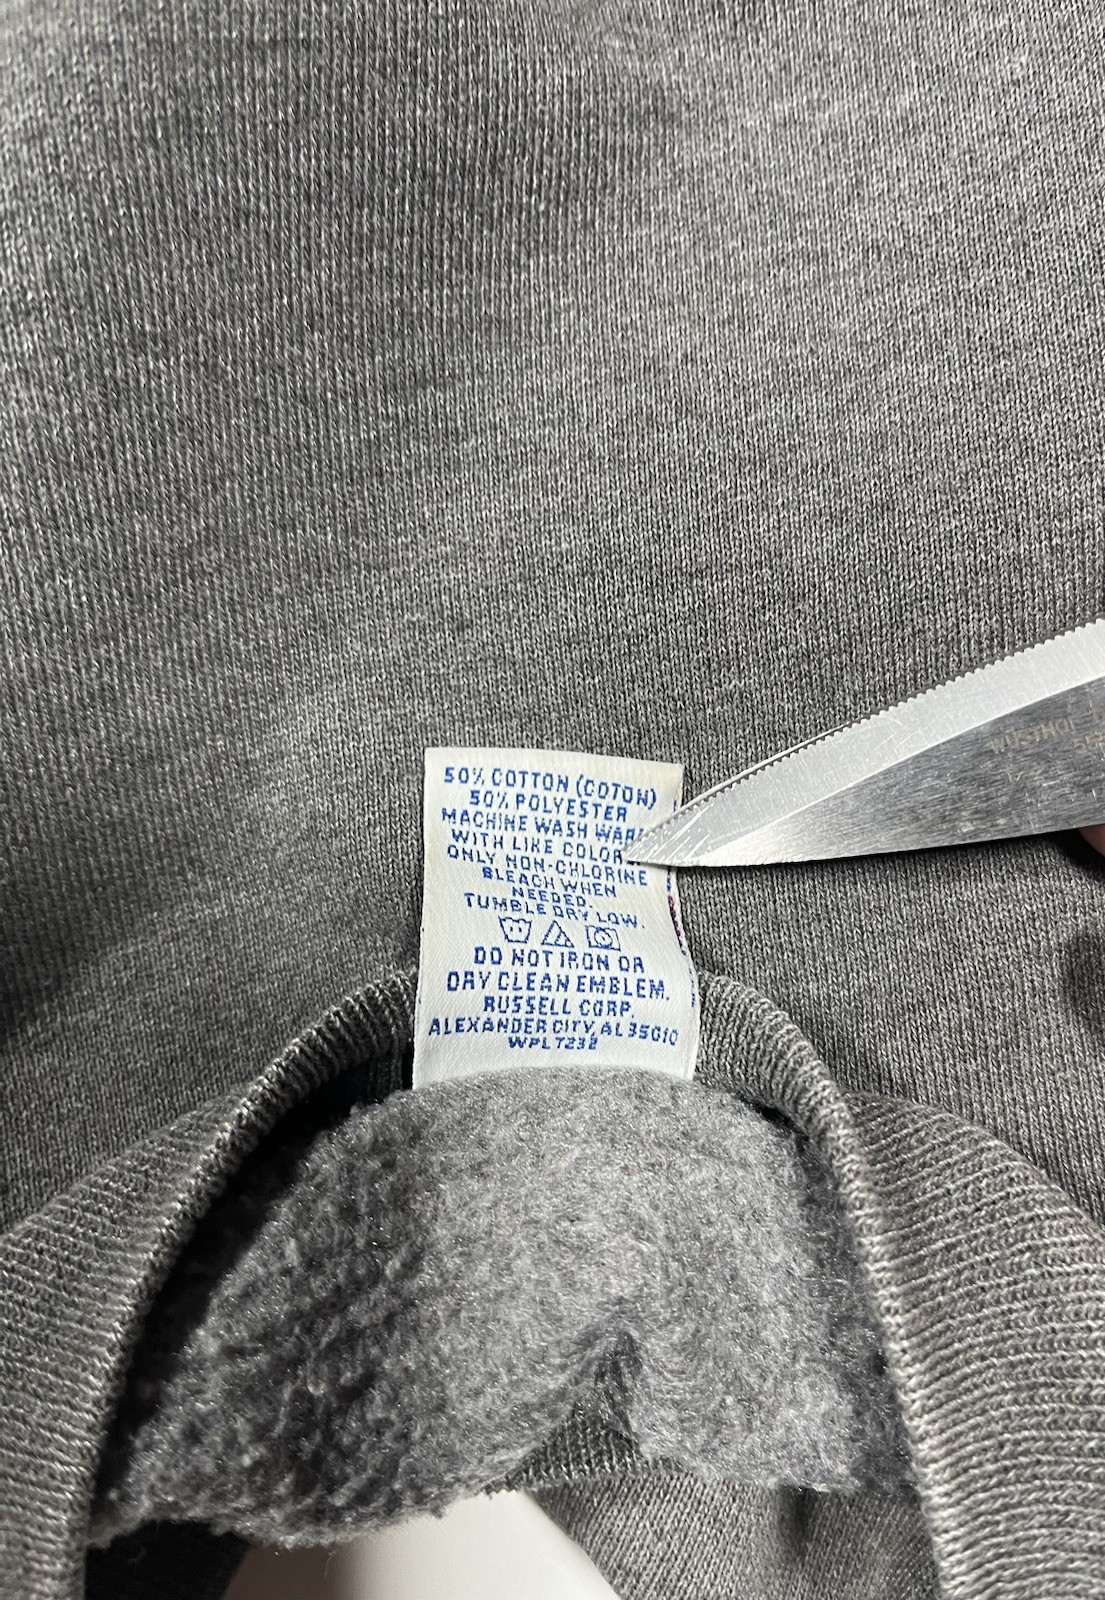 50% COTTON (COTON)
50% POLYESTER
MACHINE WASH WARM
WITH LIKE COLORS
ONLY NON-CHLORINE
BLEACH WHEN
NEEDED.
TUMBLE DRY LOW.
DO NOT IRON OR
DRY CLEAN EMBLEM.
RUSSELL CORP.
ALEXANDER CITY, AL 35010
WPL 7232